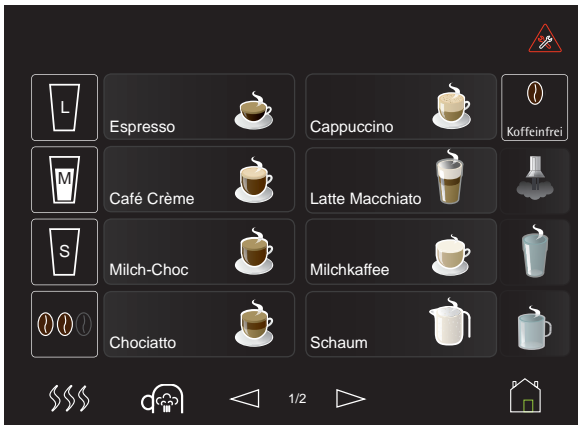 L
Espresso
Cappuccino
Koffeinfrei
M
Café Crème
Latte Macchiato
S
Milch-Choc
Milchkaffee
Chociatto
Schaum
1/2